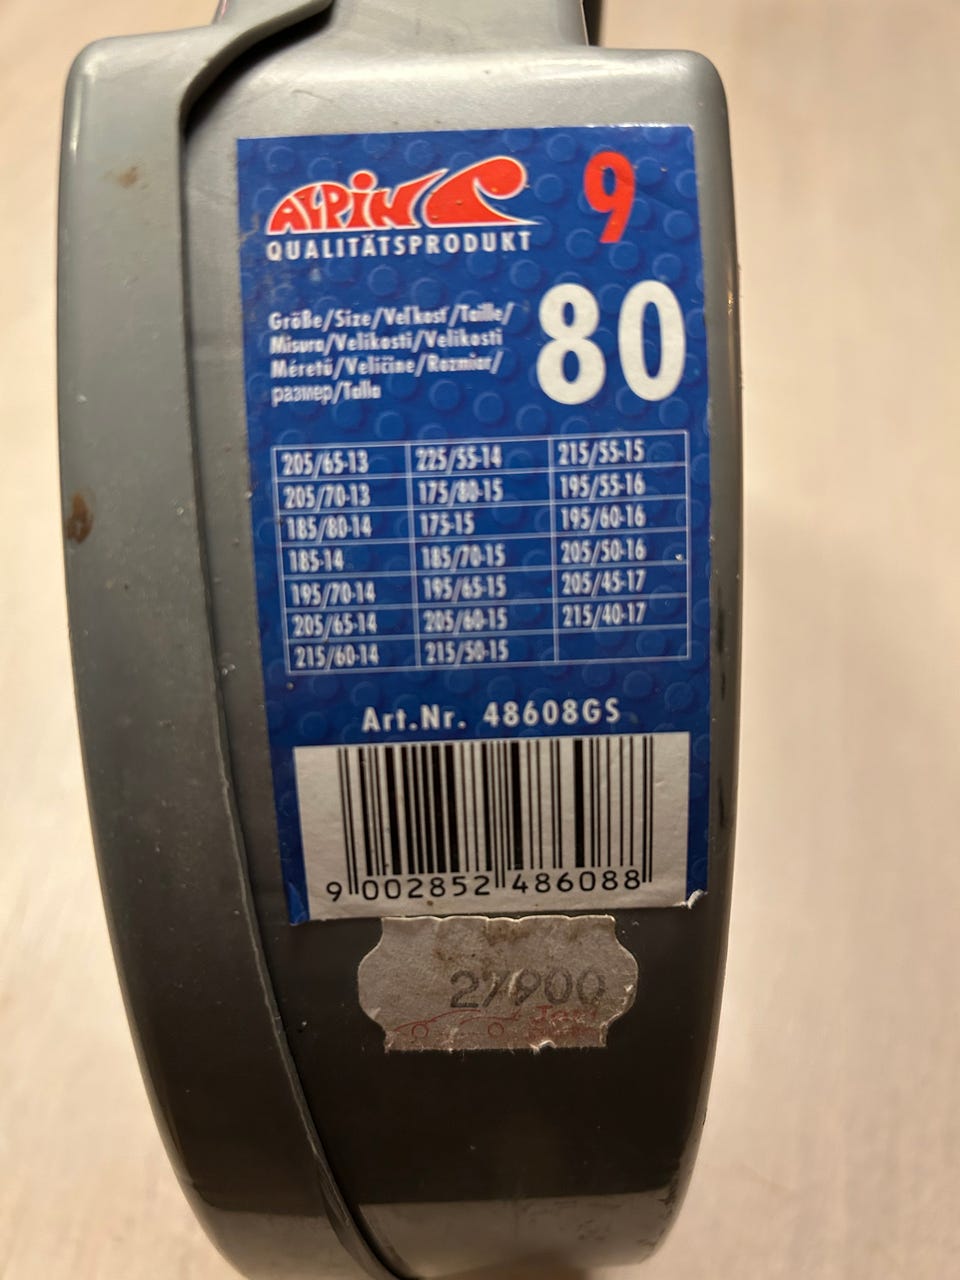 ALPIN
9
QUALITÄTSPRODUKT
Größe/Size/Veľkosť/Taille/
Misura/Velikosti/Velikosti
Méretű/Veličine/Rozmiar/
размер/Talla
80
205/65-13 225/55-14 215/55-15
205/70-13 175/80-15 195/55-16
185/80-14 175-15 195/60-16
185-14 185/70-15 205/50-16
195/70-14 195/65-15 205/45-17
205/65-14 205/60-15 215/40-17
215/60-14 215/50-15
Art.Nr. 48608GS
9 002852 486088